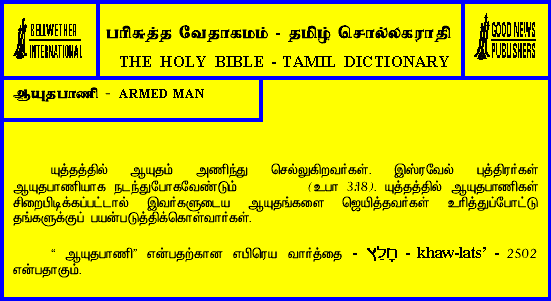 BELLWETHER
INTERNATIONAL
பரிசுத்த வேதாகமம் - தமிழ் சொல்லகராதி
THE HOLY BIBLE - TAMIL DICTIONARY
GOOD NEWS
PUBLISHERS
ஆயுதபாணி - ARMED MAN
யுத்தத்தில் ஆயுதம் அணிந்து செல்லுகிறவர்கள். இஸ்ரவேல் புத்திரர்கள்
ஆயுதபாணியாக நடந்துபோகவேண்டும் (உபா 3:18). யுத்தத்தில் ஆயுதபாணிகள்
சிறைபிடிக்கப்பட்டால் இவர்களுடைய ஆயுதங்களை ஜெயித்தவர்கள் உரித்துப்போட்டு
தங்களுக்குப் பயன்படுத்திக்கொள்வார்கள்.
“ ஆயுதபாணி” என்பதற்கான எபிரெய வார்த்தை - חָלַץ - khaw-lats’ - 2502
என்பதாகும்.